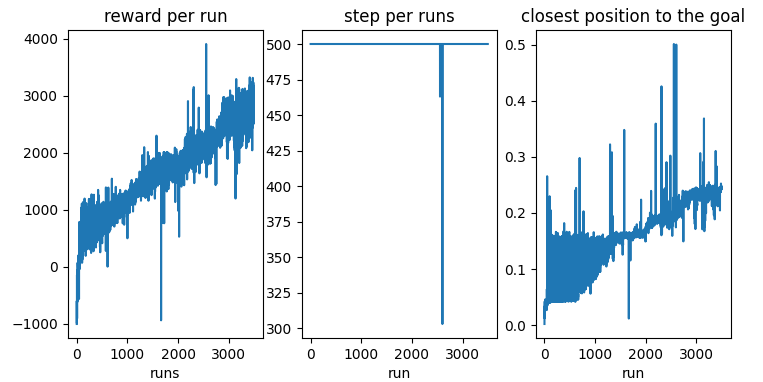 reward per run
4000
3000
2000
1000
0
−1000
0 1000 2000 3000
runs
step per runs
500
475
450
425
400
375
350
325
300
0 1000 2000 3000
run
closest position to the goal
0.5
0.4
0.3
0.2
0.1
0.0
0 1000 2000 3000
run